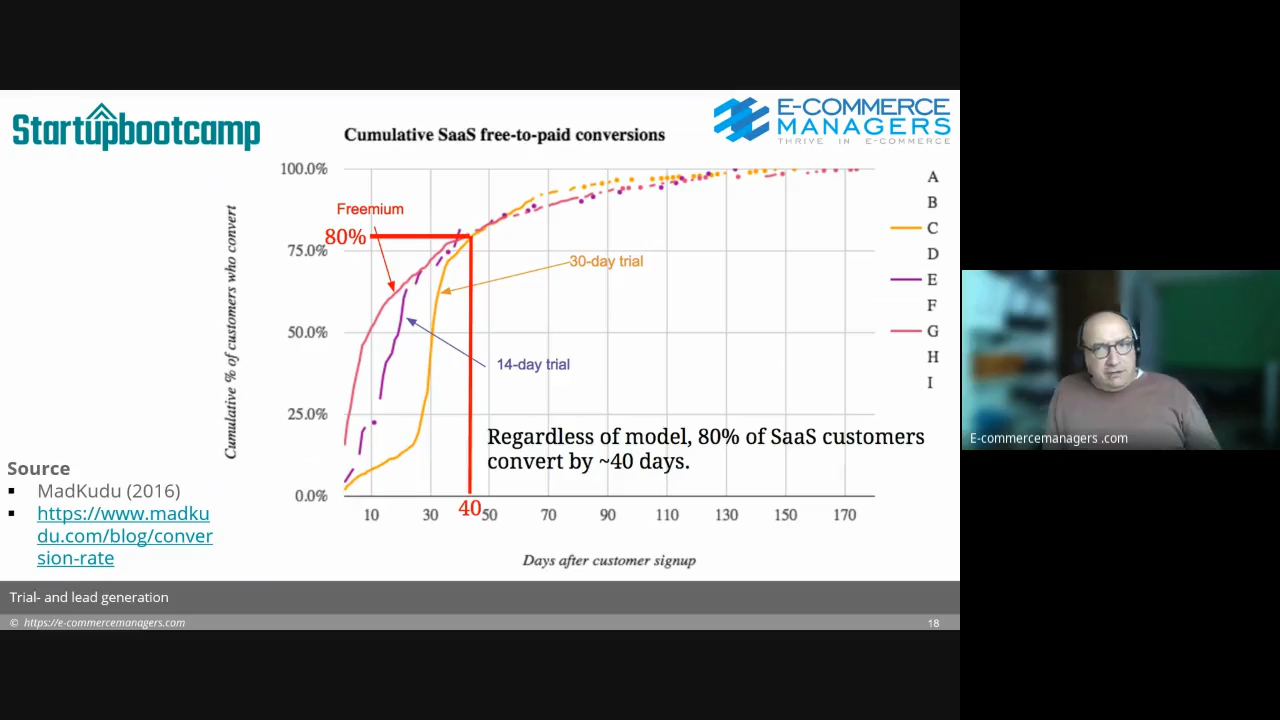 Startupbootcamp
E-COMMERCE
MANAGERS
THRIVE IN E-COMMERCE
Cumulative SaaS free-to-paid conversions
100.0%
75.0%
50.0%
25.0%
0.0%
Cumulative % of customers who convert
Freemium
80%
30-day trial
14-day trial
Regardless of model, 80% of SaaS customers
convert by ~40 days.
40
10 30 50 70 90 110 130 150 170
Days after customer signup
A
B
C
D
E
F
G
H
I
Source
▪ MadKudu (2016)
▪ https://www.madku
du.com/blog/conver
sion-rate
Trial- and lead generation
© https://e-commercemanagers.com
18
E-commercemanagers .com